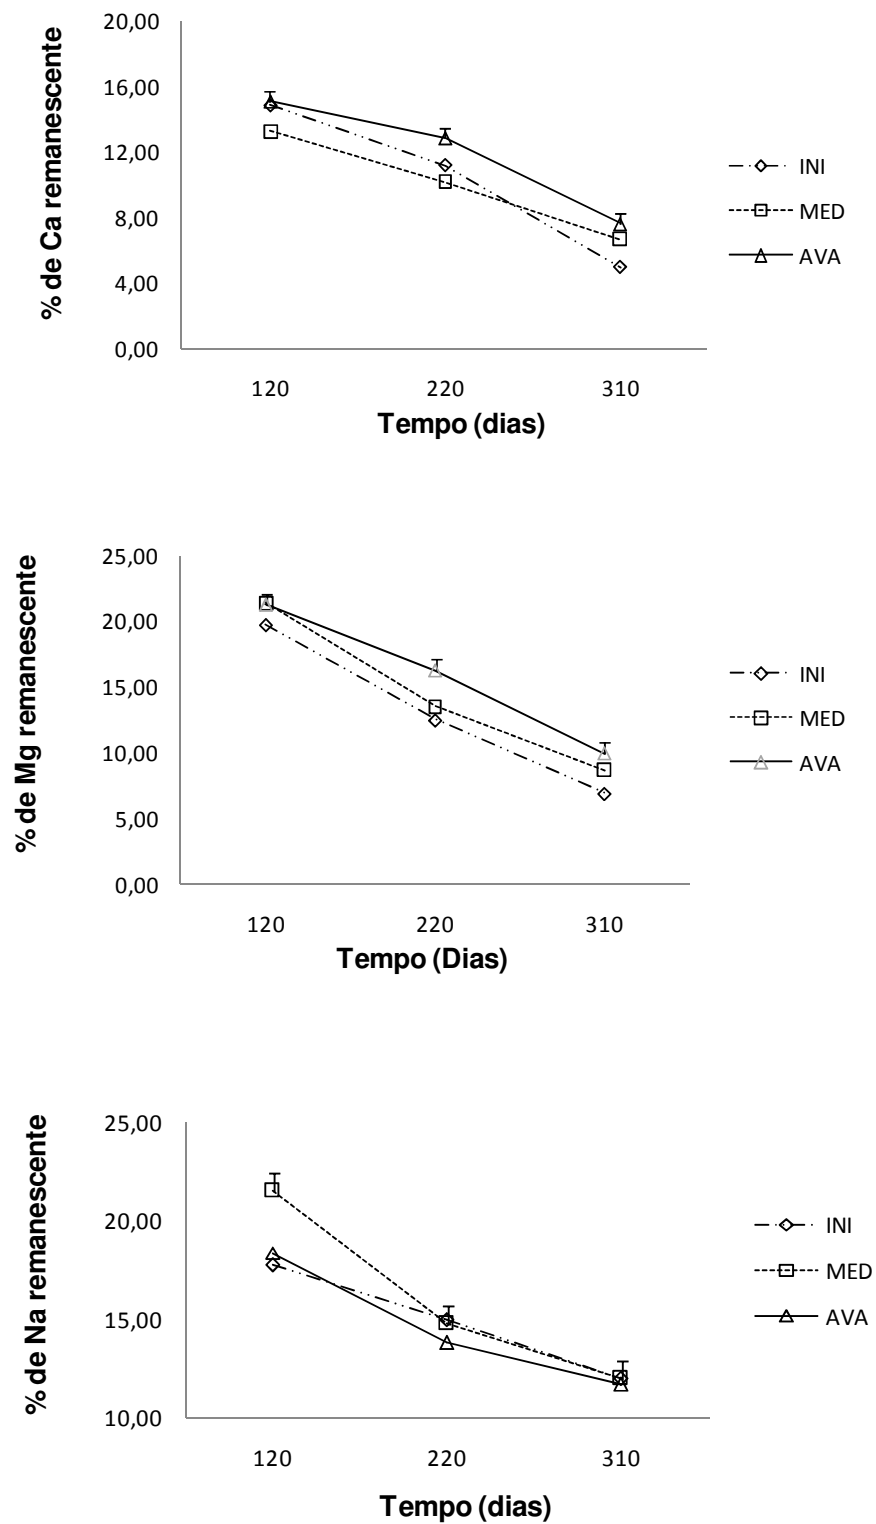 % de Ca remanescente
20,00
16,00
12,00
8,00
4,00
0,00
120 220 310
Tempo (dias)
INI
MED
AVA
% de Mg remanescente
25,00
20,00
15,00
10,00
5,00
0,00
120 220 310
Tempo (Dias)
INI
MED
AVA
% de Na remanescente
25,00
20,00
15,00
10,00
120 220 310
Tempo (dias)
INI
MED
AVA